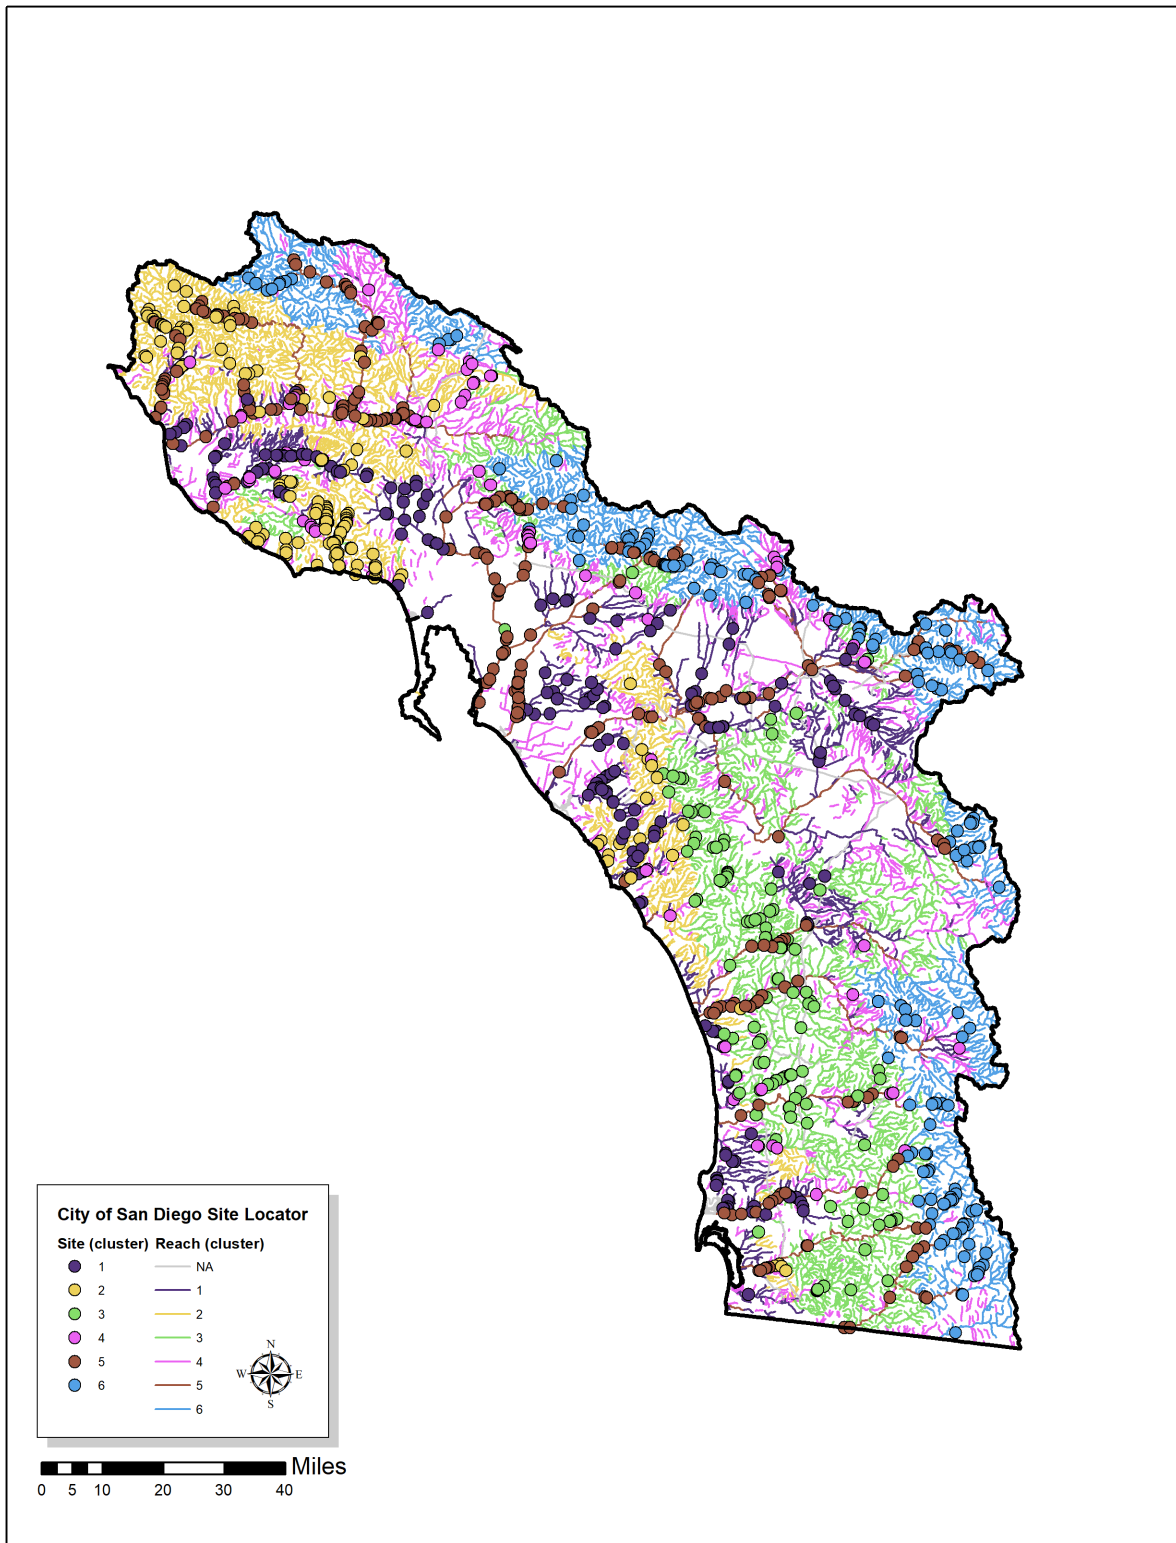 City of San Diego Site Locator
Site (cluster) Reach (cluster)
1 NA
2 1
3 2
4 3
5 4
6 5
6
N
W E
S
Miles
0 5 10 20 30 40